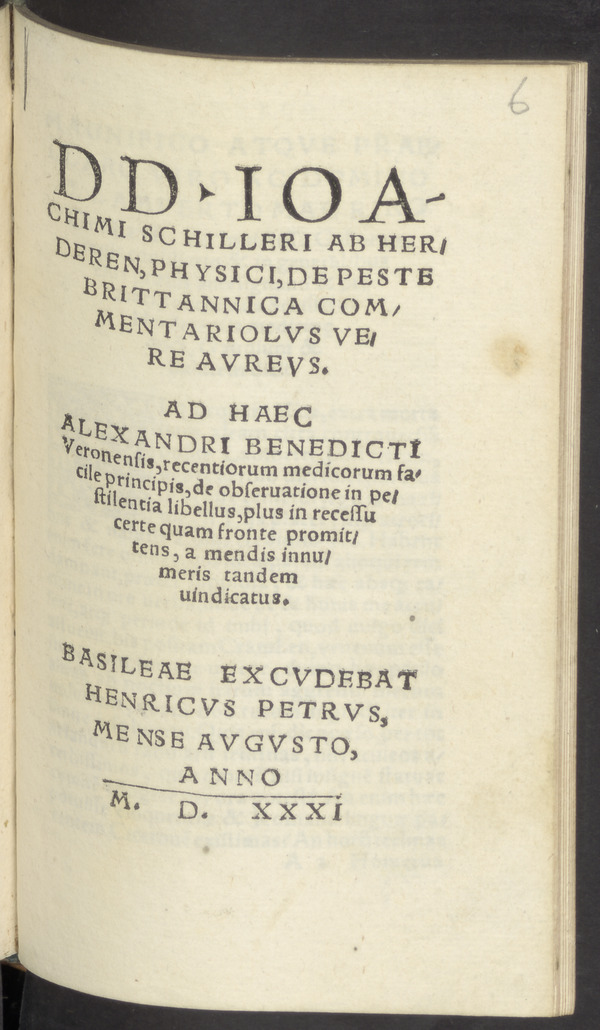 6
DD · IOA-
CHIMI SCHILLERI AB HER/
DEREN, PHYSICI, DE PESTE
BRITTANNICA COM/
MENTARIOLVS VE/
RE AVREVS.
AD HAEC
ALEXANDRI BENEDICTI
Veronenſis, recentiorum medicorum fa/
cile principis, de obſeruatione in pe/
ſtilentia libellus, plus in receſſu
certe quam fronte promit/
tens, a mendis innu/
meris tandem
uindicatus.
BASILEAE EXCVDEBAT
HENRICVS PETRVS,
MENSE AVGVSTO,
ANNO
M. D. XXXI